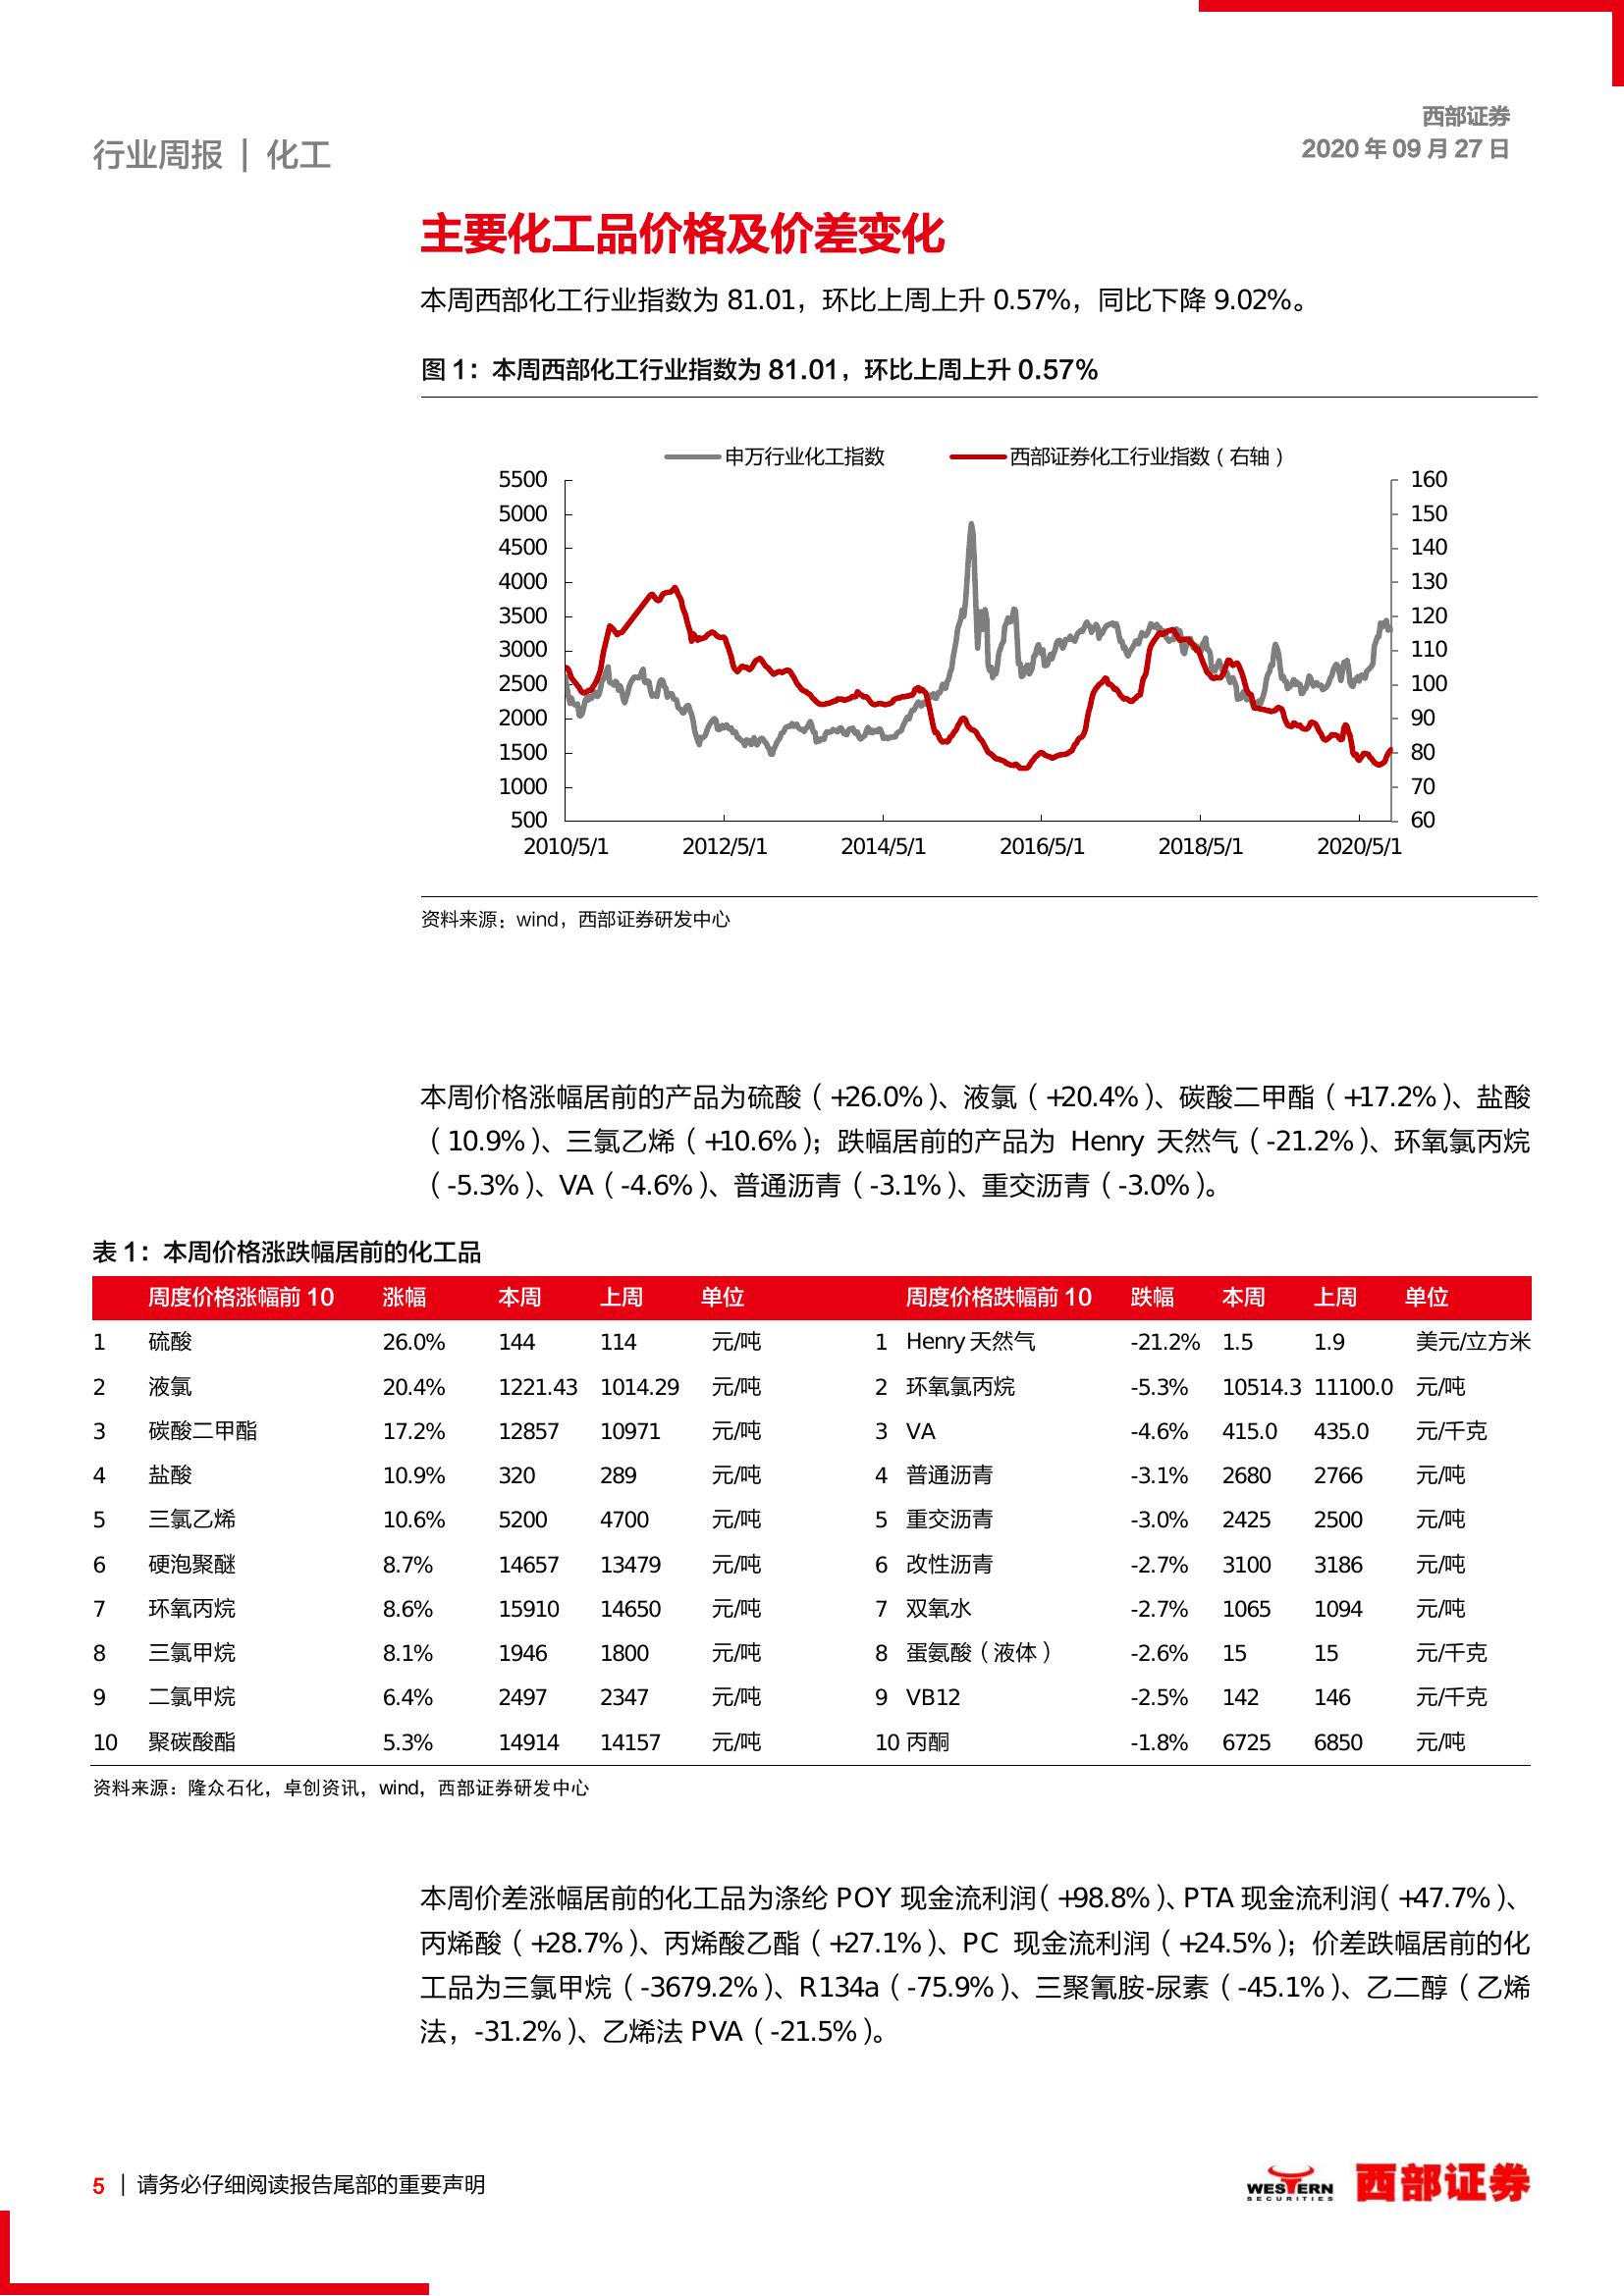 西部证券
2020 年 09 月 27 日
行业周报 | 化工
主要化工品价格及价差变化
本周西部化工行业指数为 81.01，环比上周上升 0.57%，同比下降 9.02%。
图 1：本周西部化工行业指数为 81.01，环比上周上升 0.57%
申万行业化工指数 西部证券化工行业指数（右轴）
5500 160
5000 150
4500 140
4000 130
3500 120
3000 110
2500 100
2000 90
1500 80
1000 70
500 60
2010/5/1 2012/5/1 2014/5/1 2016/5/1 2018/5/1 2020/5/1
资料来源：wind，西部证券研发中心
本周价格涨幅居前的产品为硫酸（+26.0%）、液氯（+20.4%）、碳酸二甲酯（+17.2%）、盐酸
（10.9%）、三氯乙烯（+10.6%）；跌幅居前的产品为 Henry 天然气（-21.2%）、环氧氯丙烷
（-5.3%）、VA（-4.6%）、普通沥青（-3.1%）、重交沥青（-3.0%）。
表 1：本周价格涨跌幅居前的化工品
周度价格涨幅前 10 涨幅 本周 上周 单位 周度价格跌幅前 10 跌幅 本周 上周 单位
1 硫酸 26.0% 144 114 元/吨 1 Henry 天然气 -21.2% 1.5 1.9 美元/立方米
2 液氯 20.4% 1221.43 1014.29 元/吨 2 环氧氯丙烷 -5.3% 10514.3 11100.0 元/吨
3 碳酸二甲酯 17.2% 12857 10971 元/吨 3 VA -4.6% 415.0 435.0 元/千克
4 盐酸 10.9% 320 289 元/吨 4 普通沥青 -3.1% 2680 2766 元/吨
5 三氯乙烯 10.6% 5200 4700 元/吨 5 重交沥青 -3.0% 2425 2500 元/吨
6 硬泡聚醚 8.7% 14657 13479 元/吨 6 改性沥青 -2.7% 3100 3186 元/吨
7 环氧丙烷 8.6% 15910 14650 元/吨 7 双氧水 -2.7% 1065 1094 元/吨
8 三氯甲烷 8.1% 1946 1800 元/吨 8 蛋氨酸（液体） -2.6% 15 15 元/千克
9 二氯甲烷 6.4% 2497 2347 元/吨 9 VB12 -2.5% 142 146 元/千克
10 聚碳酸酯 5.3% 14914 14157 元/吨 10 丙酮 -1.8% 6725 6850 元/吨
资料来源：隆众石化，卓创资讯，wind，西部证券研发中心
本周价差涨幅居前的化工品为涤纶 POY 现金流利润（+98.8%）、PTA 现金流利润（+47.7%）、
丙烯酸（+28.7%）、丙烯酸乙酯（+27.1%）、PC 现金流利润（+24.5%）；价差跌幅居前的化
工品为三氯甲烷（-3679.2%）、R134a（-75.9%）、三聚氰胺-尿素（-45.1%）、乙二醇（乙烯
法，-31.2%）、乙烯法 PVA（-21.5%）。
5 | 请务必仔细阅读报告尾部的重要声明
WESTERN
SECURITIES
西部证券